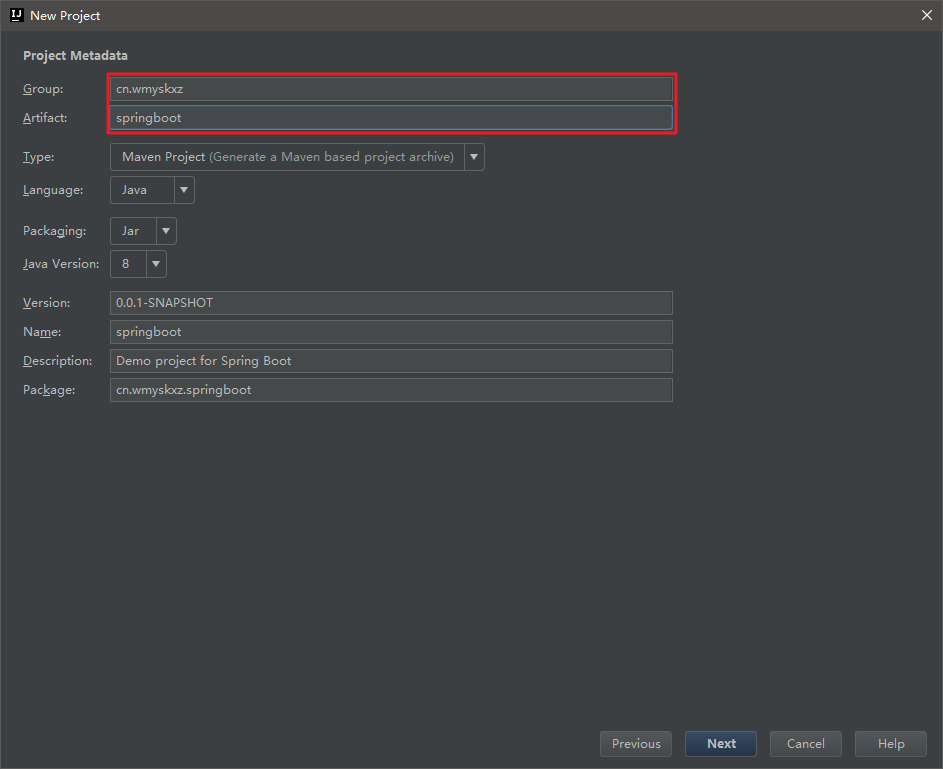 New Project
Project Metadata
Group: cn.wmyskxz
Artifact: springboot
Type: Maven Project (Generate a Maven based project archive)
Language: Java
Packaging: Jar
Java Version: 8
Version: 0.0.1-SNAPSHOT
Name: springboot
Description: Demo project for Spring Boot
Package: cn.wmyskxz.springboot
Previous Next Cancel Help